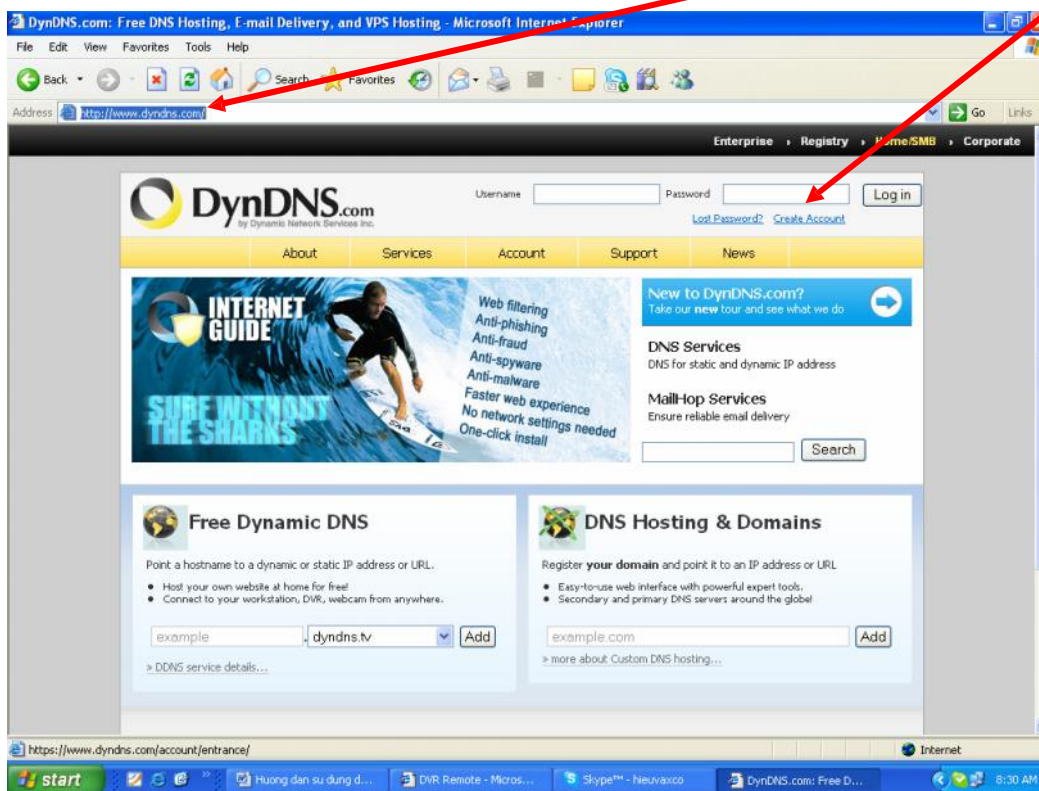 DynDNS.com: Free DNS Hosting, E-mail Delivery, and VPS Hosting - Microsoft Internet Explorer
File Edit View Favorites Tools Help
Back Search Favorites
Address http://www.dyndns.com/ Go Links
Enterprise Registry Home/SMB Corporate
DynDNS.com
by Dynamic Network Services Inc.
Username Password Log in
Lost Password? Create Account
About Services Account Support News
INTERNET
GUIDE
SURF WITHOUT
THE SHARKS
Web filtering
Anti-phishing
Anti-fraud
Anti-spyware
Anti-malware
Faster web experience
No network settings needed
One-click install
New to DynDNS.com?
Take our new tour and see what we do
DNS Services
DNS for static and dynamic IP address
MailHop Services
Ensure reliable email delivery
Search
Free Dynamic DNS
Point a hostname to a dynamic or static IP address or URL.
• Host your own website at home for free!
• Connect to your workstation, DVR, webcam from anywhere.
example . dyndns.tv Add
» DDNS service details...
DNS Hosting & Domains
Register your domain and point it to an IP address or URL
• Easy-to-use web interface with powerful expert tools.
• Secondary and primary DNS servers around the globe!
example.com Add
» more about Custom DNS hosting...
https://www.dyndns.com/account/entrance/ Internet
start Huong dan su dung d... DVR Remote - Micros... Skype™ - hieuvaxco DynDNS.com: Free D... 8:30 AM